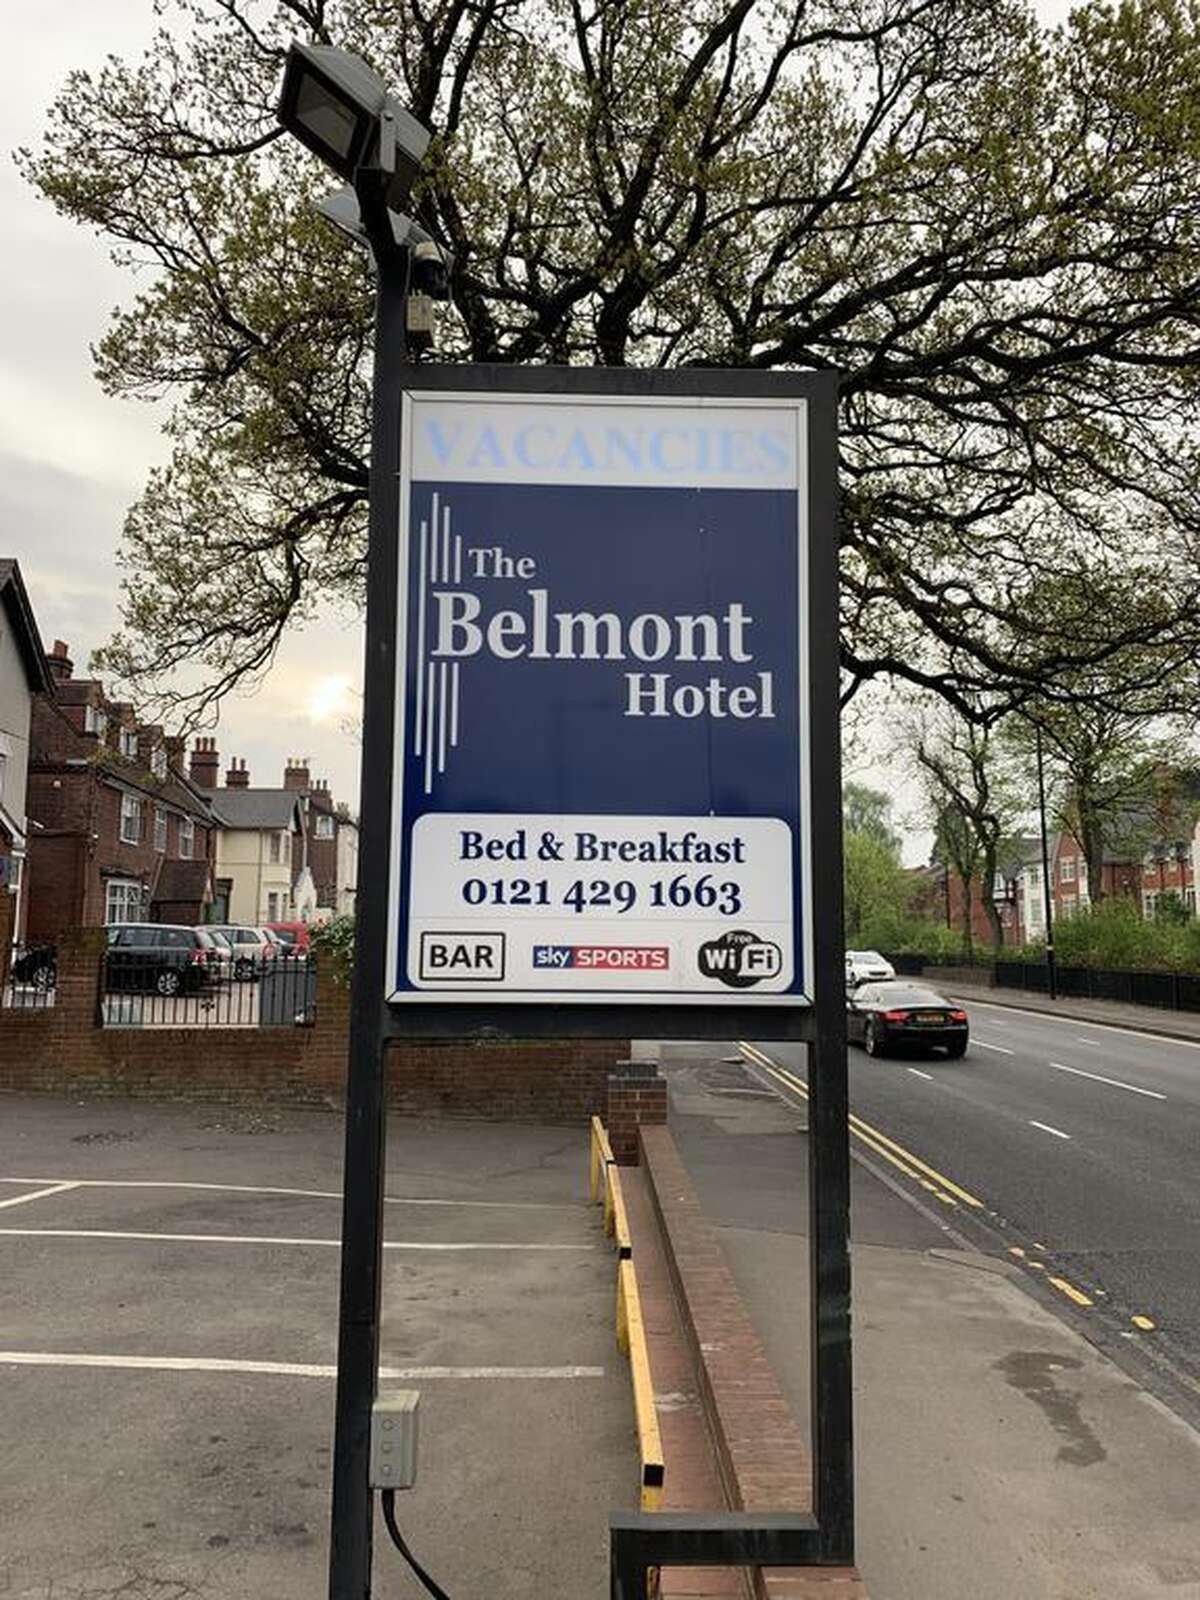 VACANCIES
The
Belmont
Hotel
Bed & Breakfast
0121 429 1663
BAR
sky SPORTS
Free
WiFi